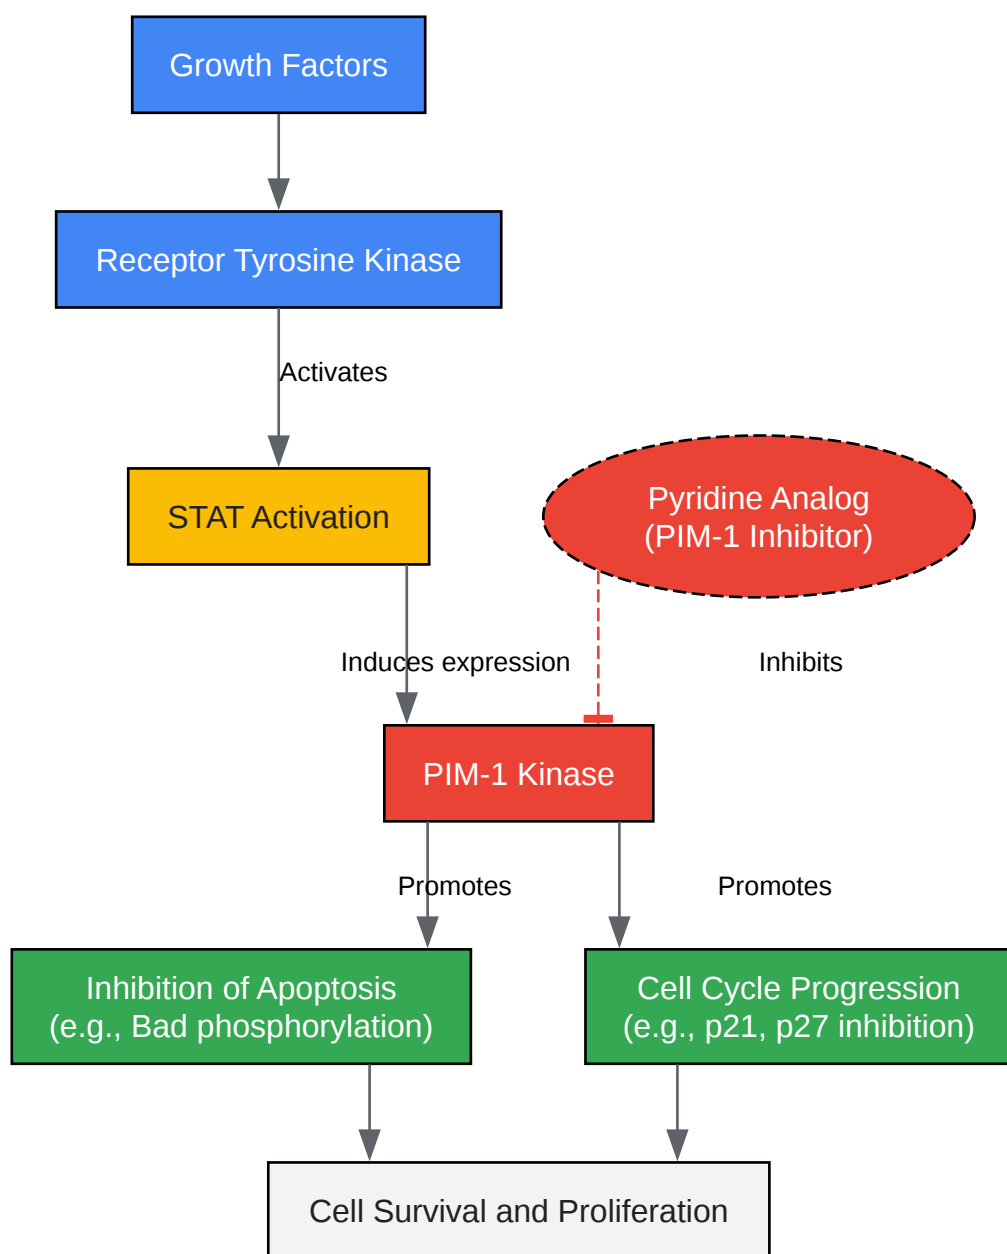 Growth Factors
Receptor Tyrosine Kinase
Activates
STAT Activation
Pyridine Analog
(PIM-1 Inhibitor)
Induces expression
Inhibits
PIM-1 Kinase
Promotes
Promotes
Inhibition of Apoptosis
(e.g., Bad phosphorylation)
Cell Cycle Progression
(e.g., p21, p27 inhibition)
Cell Survival and Proliferation